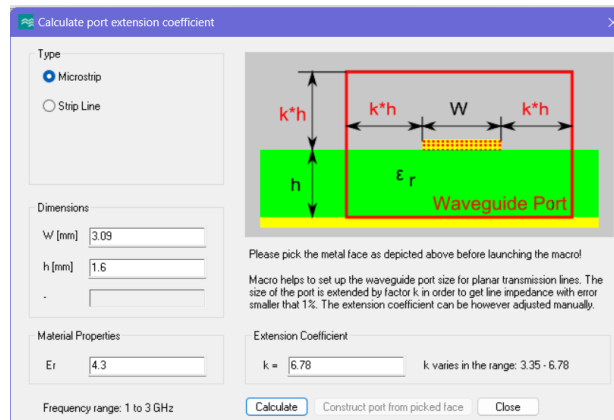 Calculate port extension coefficient
Type
Microstrip
Strip Line
k*h
k*h
W
k*h
h
ε r
Waveguide Port
Dimensions
W [mm] 3.09
h [mm] 1.6
-
Please pick the metal face as depicted above before launching the macro!
Macro helps to set up the waveguide port size for planar transmission lines. The
size of the port is extended by factor k in order to get line impedance with error
smaller that 1%. The extension coefficient can be however adjusted manually.
Material Properties
Er 4.3
Extension Coefficient
k = 6.78 k varies in the range: 3.35 - 6.78
Frequency range: 1 to 3 GHz
Calculate Construct port from picked face Close